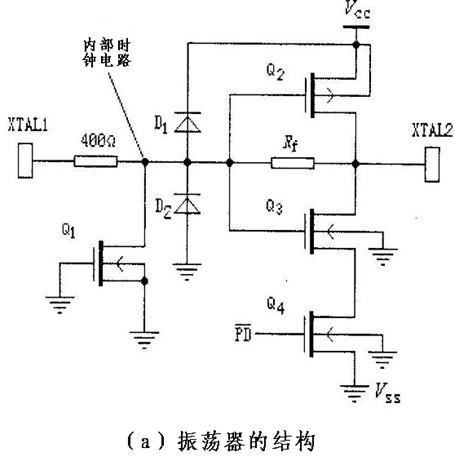 Vcc
内部时
钟电路
Q2
XTAL1
400Ω
D1
Rf
XTAL2
D2
Q3
Q1
Q4
P̅D̅
Vss
(a) 振荡器的结构